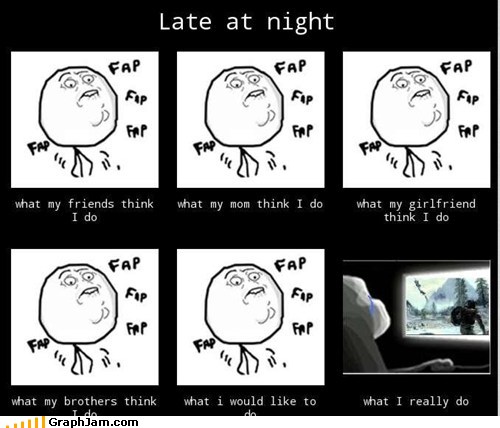 Late at night
FAP
FAP
FAP
FAP
FAP
FAP
FAP
FAP
FAP
FAP
FAP
FAP
what my friends think
I do
what my mom think I do
what my girlfriend
think I do
FAP
FAP
FAP
FAP
FAP
FAP
FAP
FAP
what my brothers think
I do
what i would like to
do
what I really do
GraphJam.com